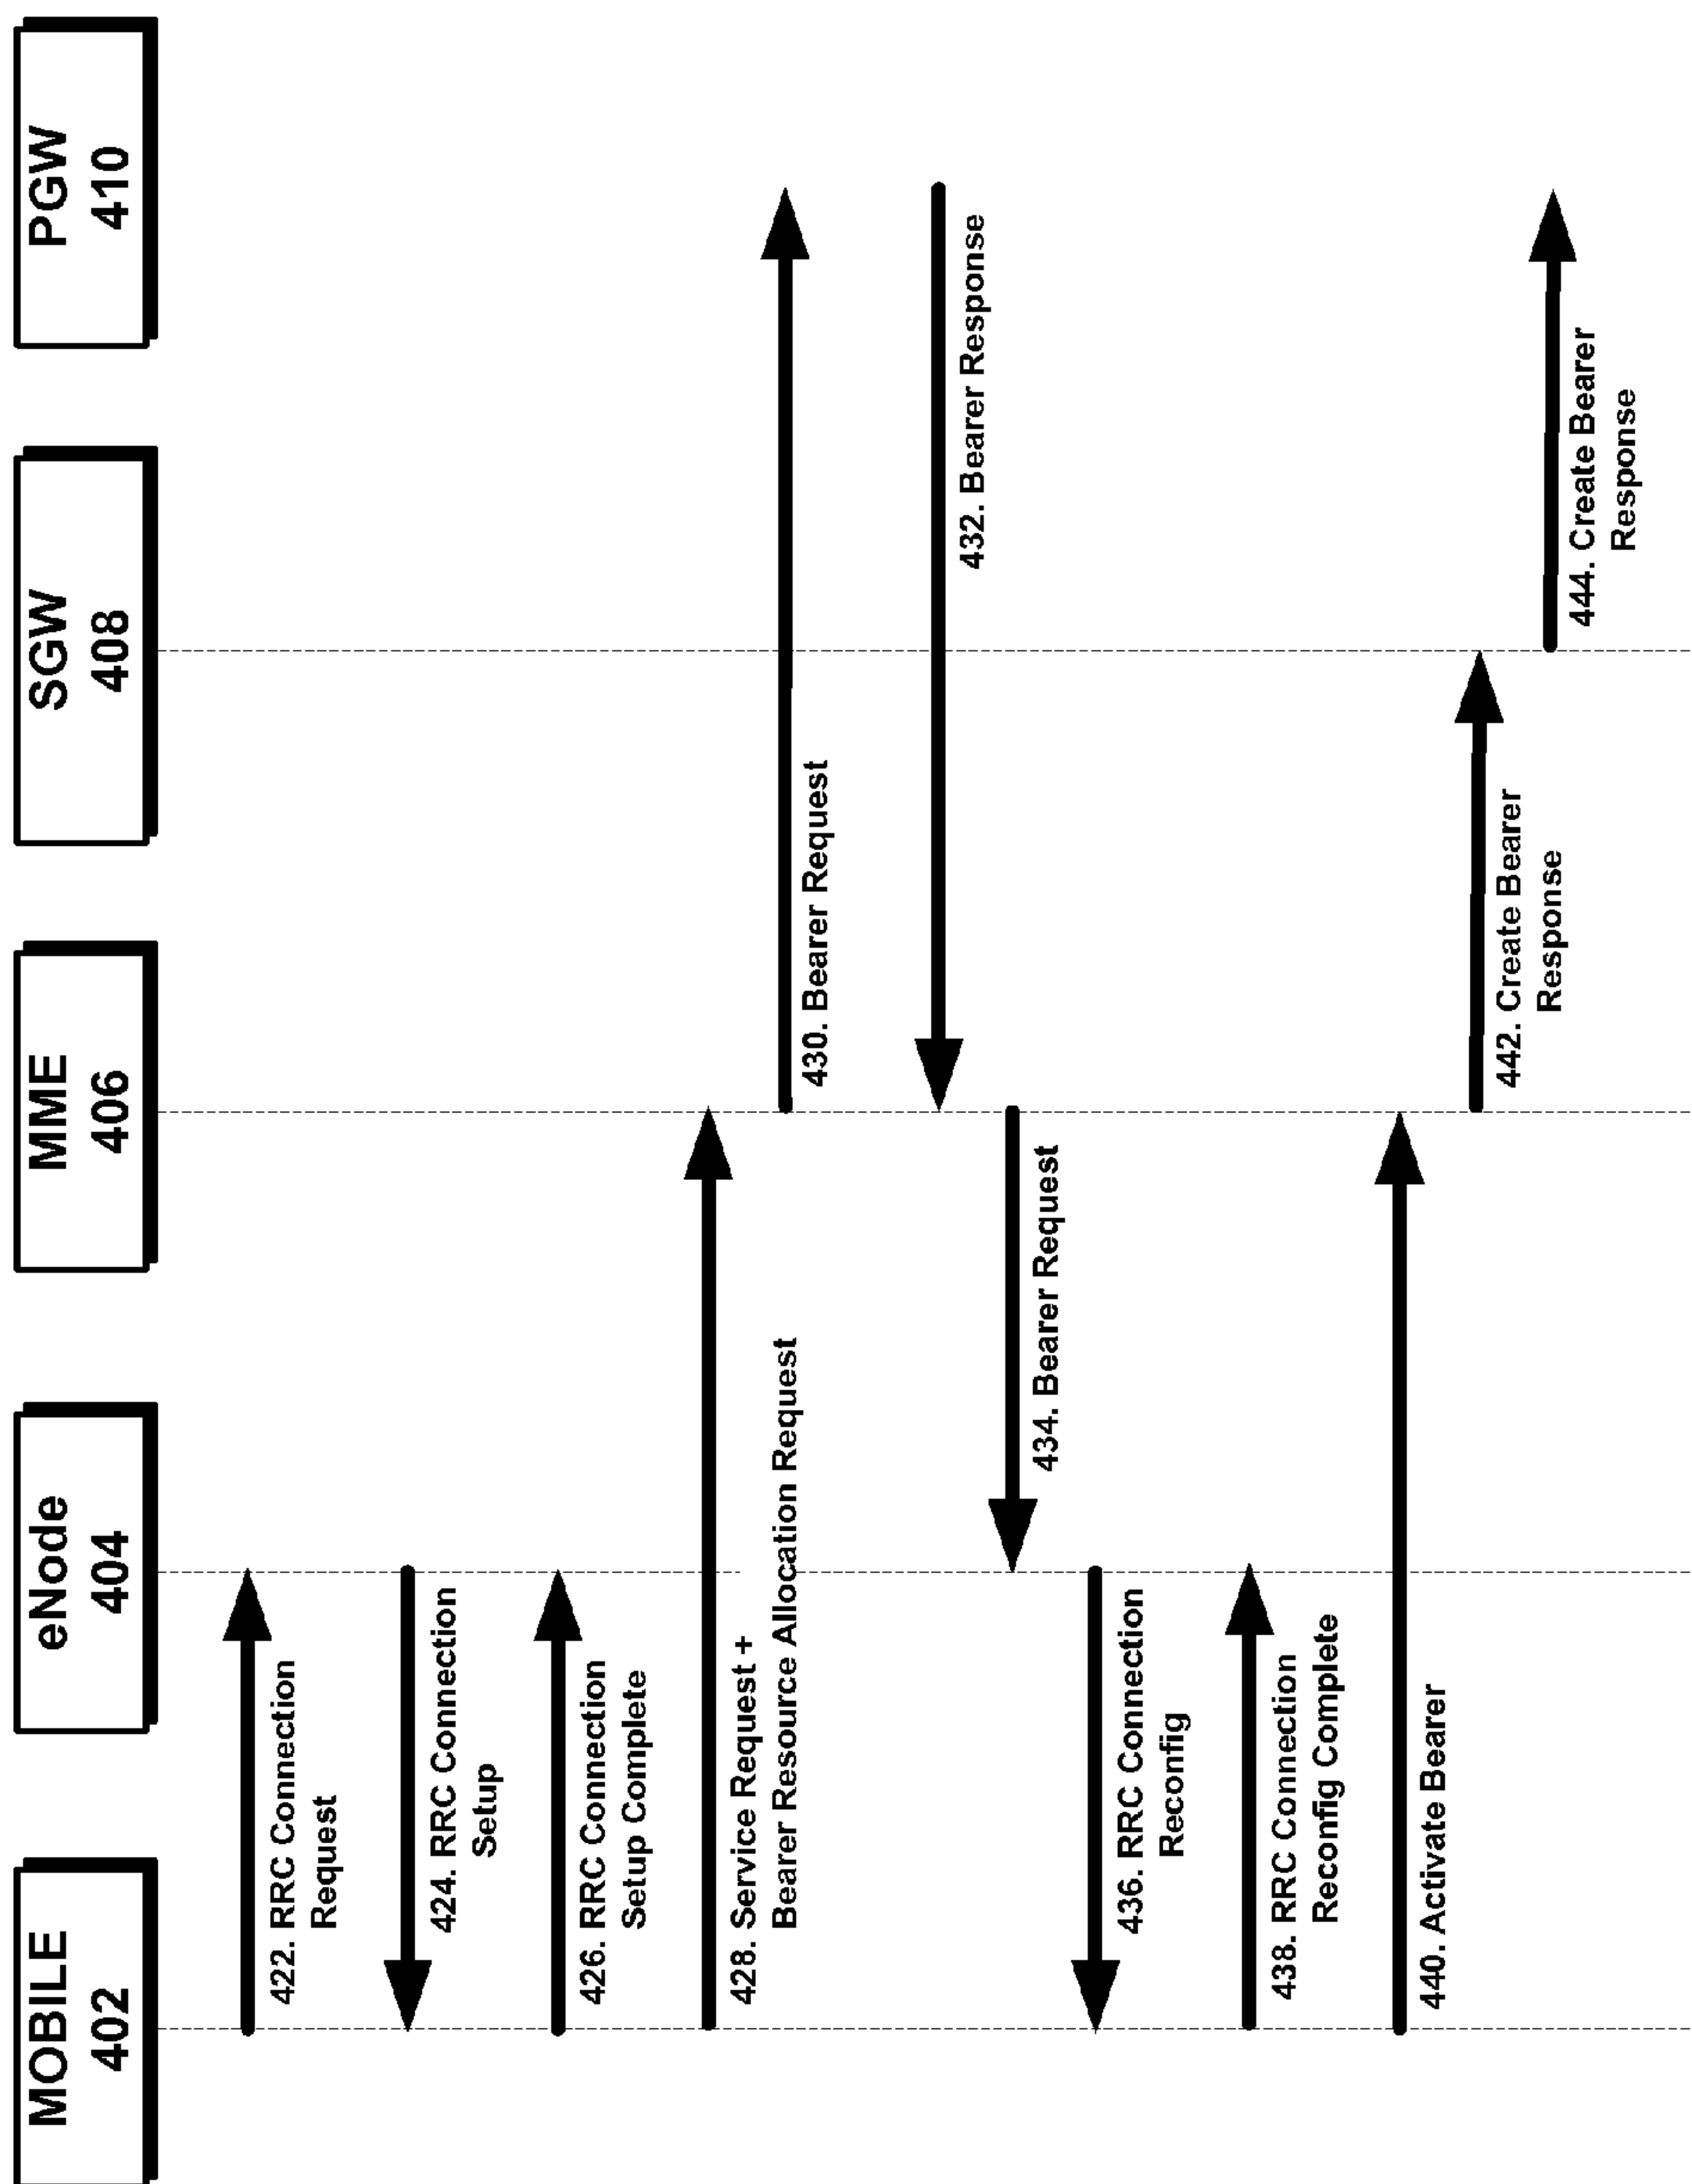 MOBILE
402
eNode
404
MME
406
SGW
408
PGW
410
422. RRC Connection
Request
424. RRC Connection
Setup
426. RRC Connection
Setup Complete
428. Service Request +
Bearer Resource Allocation Request
430. Bearer Request
432. Bearer Response
434. Bearer Request
436. RRC Connection
Reconfig
438. RRC Connection
Reconfig Complete
440. Activate Bearer
442. Create Bearer
Response
444. Create Bearer
Response